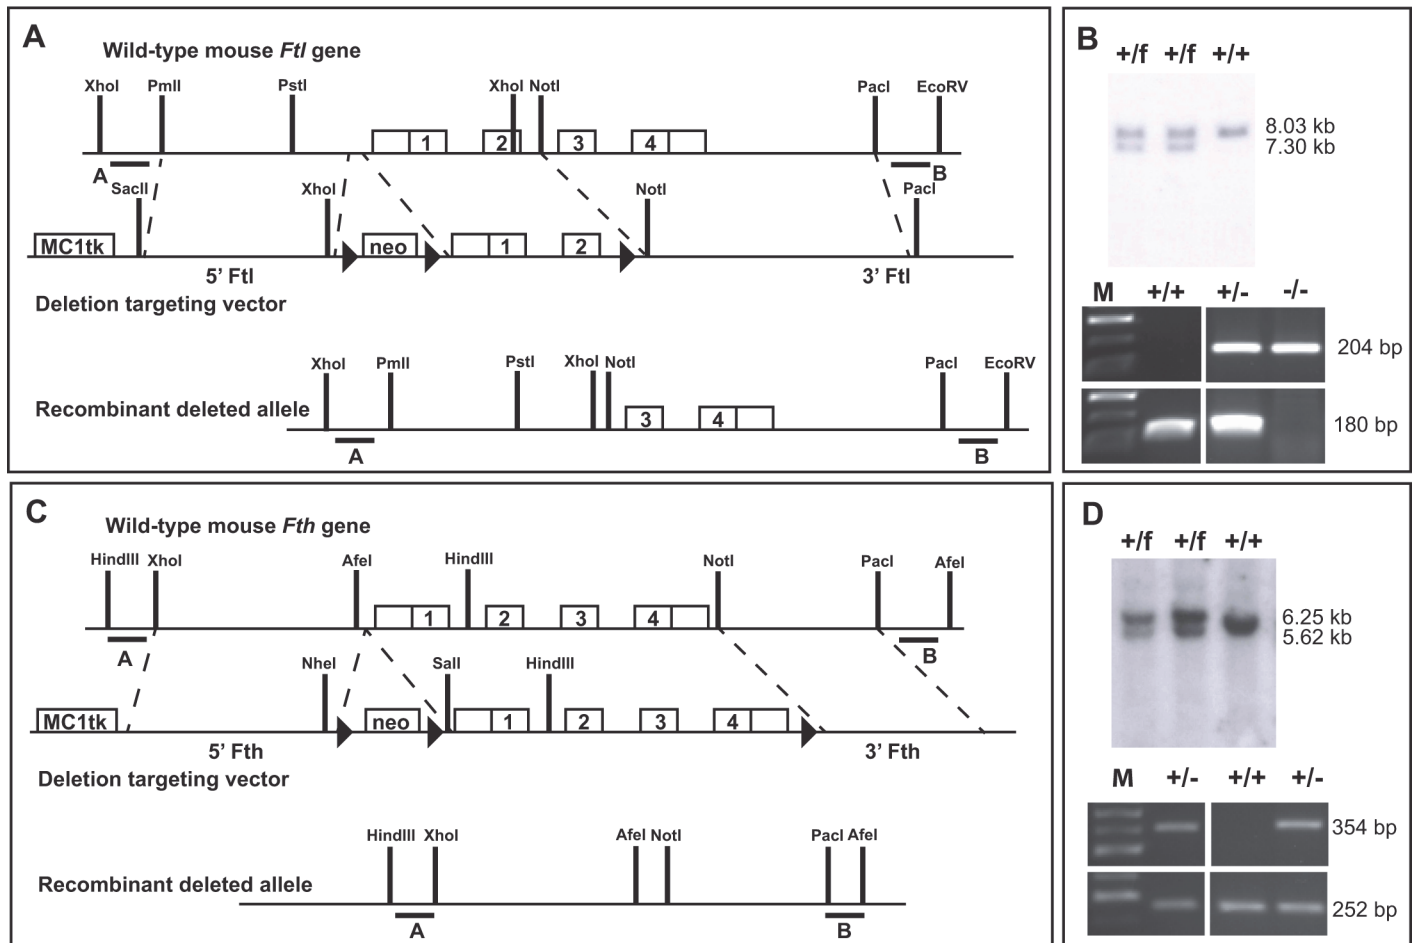 A
Wild-type mouse Ftl gene
XhoI PmlI PstI XhoI NotI PacI EcoRV
1 2 3 4
A B
SacII XhoI NotI PacI
MC1tk neo 1 2
5’ Ftl 3’ Ftl
Deletion targeting vector
XhoI PmlI PstI XhoI NotI PacI EcoRV
Recombinant deleted allele 3 4
A B
B
+/f +/f +/+
8.03 kb
7.30 kb
M +/+ +/- -/-
204 bp
180 bp
C
Wild-type mouse Fth gene
HindIII XhoI AfeI HindIII NotI PacI AfeI
1 2 3 4
A B
NheI SalI HindIII
MC1tk neo 1 2 3 4
5’ Fth 3’ Fth
Deletion targeting vector
HindIII XhoI AfeI NotI PacI AfeI
Recombinant deleted allele
A B
D
+/f +/f +/+
6.25 kb
5.62 kb
M +/- +/+ +/-
354 bp
252 bp